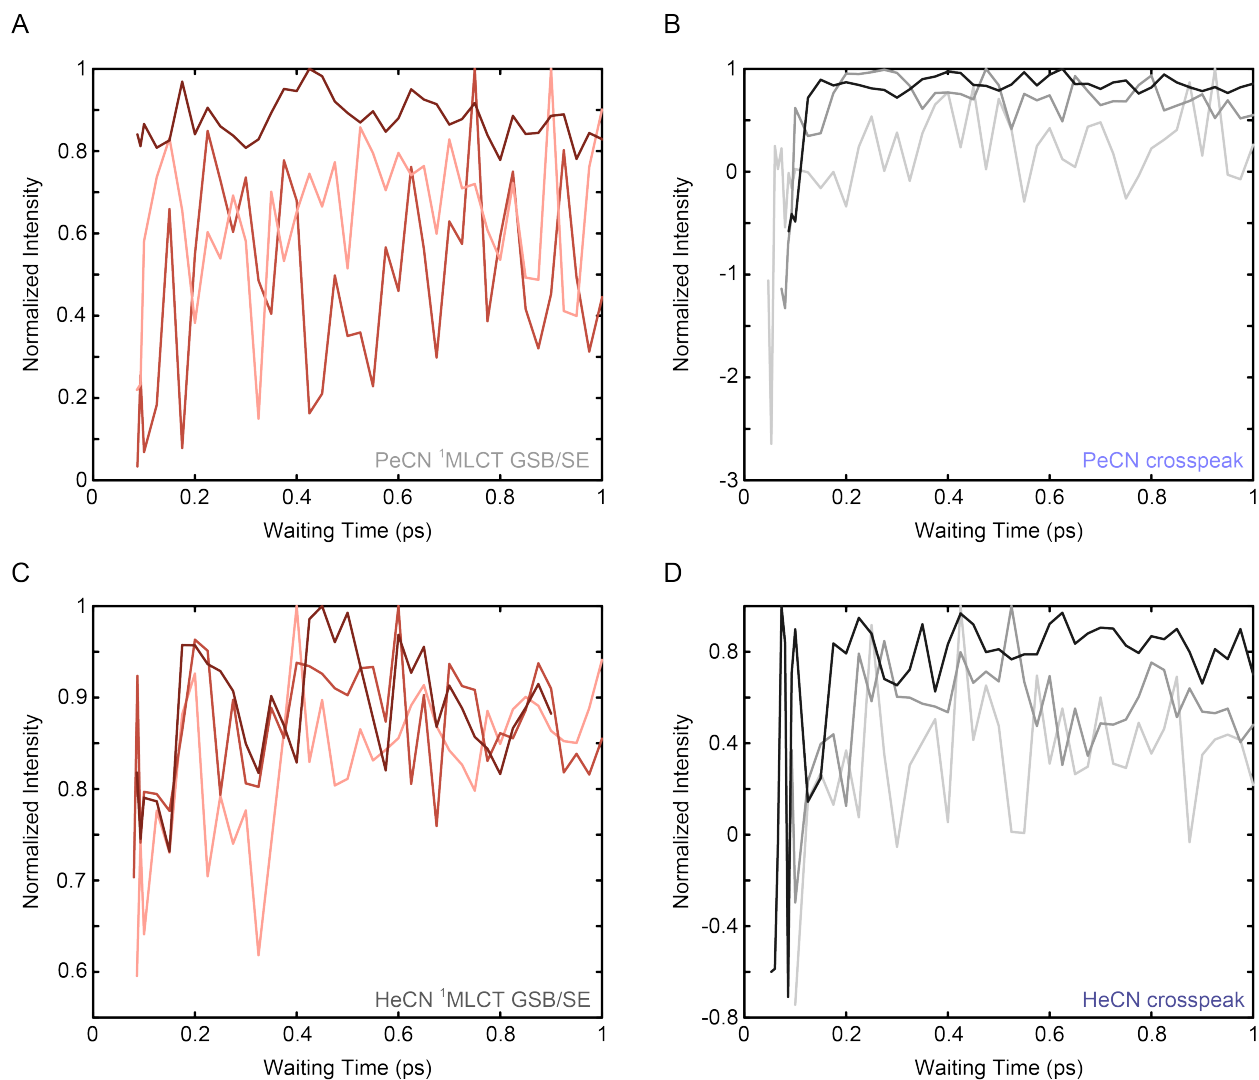 A
B
1
0.8
0.6
0.4
0.2
0
Normalized Intensity
PeCN ¹MLCT GSB/SE
0
0.2
0.4
0.6
0.8
1
Waiting Time (ps)
1
0
-1
-2
-3
Normalized Intensity
PeCN crosspeak
0
0.2
0.4
0.6
0.8
1
Waiting Time (ps)
C
D
1
0.9
0.8
0.7
0.6
Normalized Intensity
HeCN ¹MLCT GSB/SE
0
0.2
0.4
0.6
0.8
1
Waiting Time (ps)
0.8
0.4
0
-0.4
-0.8
Normalized Intensity
HeCN crosspeak
0
0.2
0.4
0.6
0.8
1
Waiting Time (ps)